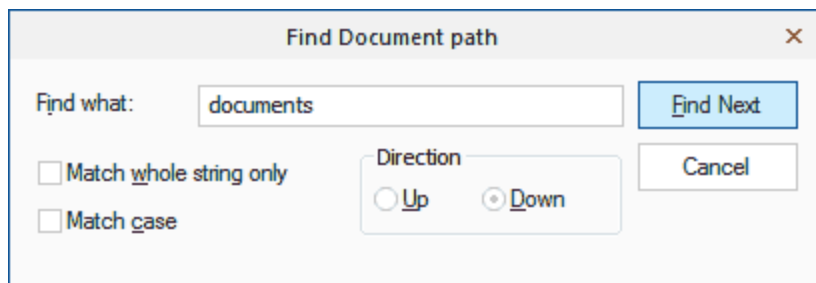 Find Document path
Find what: documents Find Next
Match whole string only Direction Cancel
Up Down
Match case